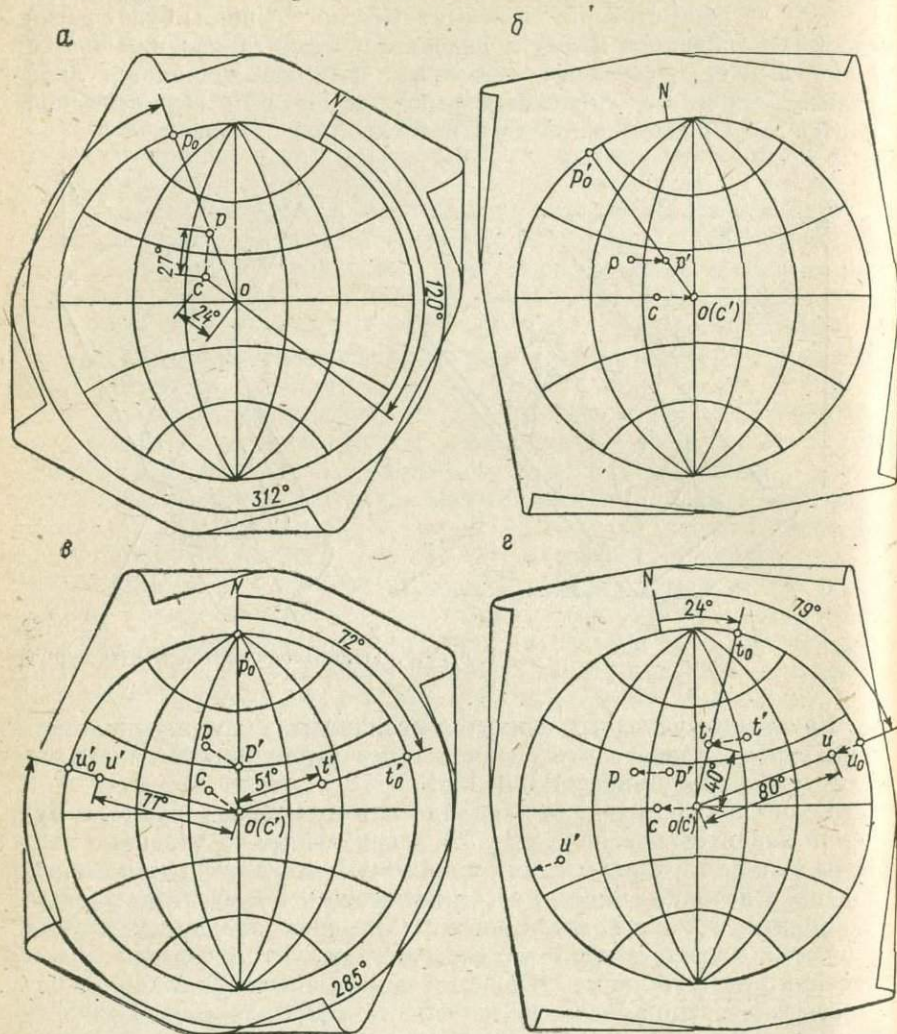 а
N
p₀
p
27°
c
o
24°
120°
312°
б
N
p′₀
p
p′
c
o(c′)
в
N
p′₀
72°
p
p′
u′₀
u′
c
51°
t′
t′₀
77°
o(c′)
285°
г
N
24°
79°
t₀
t
t′
u
u₀
p
p′
40°
80°
c
o(c′)
u′